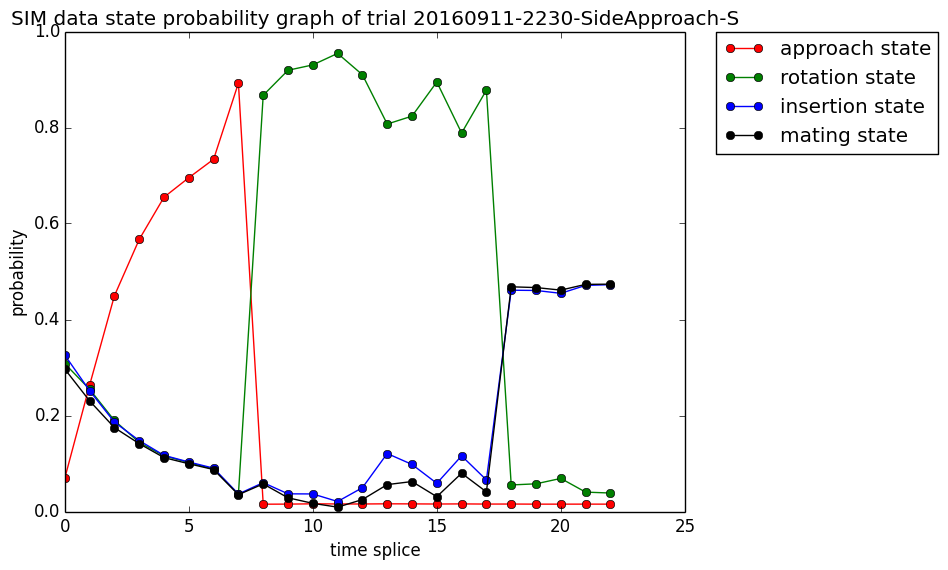 SIM data state probability graph of trial 20160911-2230-SideApproach-S
1.0
0.8
0.6
0.4
0.2
0.0
probability
0 5 10 15 20 25
time splice
approach state
rotation state
insertion state
mating state